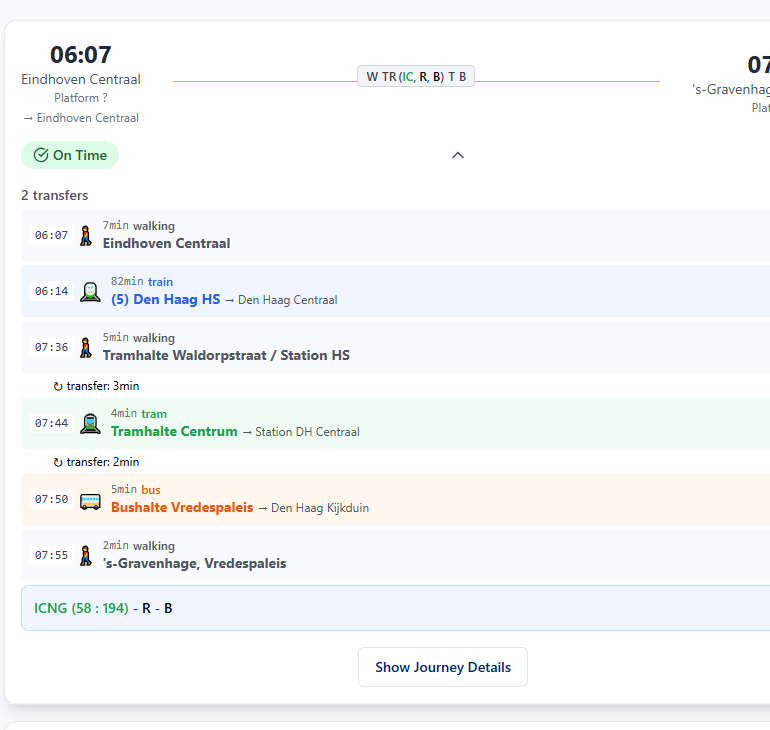 06:07
Eindhoven Centraal
Platform ?
→ Eindhoven Centraal
W TR (IC, R, B) T B
07
's-Gravenhag
Plat
On Time
2 transfers
06:07 7min walking
Eindhoven Centraal
06:14 82min train
(5) Den Haag HS → Den Haag Centraal
07:36 5min walking
Tramhalte Waldorpstraat / Station HS
↻ transfer: 3min
07:44 4min tram
Tramhalte Centrum → Station DH Centraal
↻ transfer: 2min
07:50 5min bus
Bushalte Vredespaleis → Den Haag Kijkduin
07:55 2min walking
's-Gravenhage, Vredespaleis
ICNG (58 : 194) - R - B
Show Journey Details